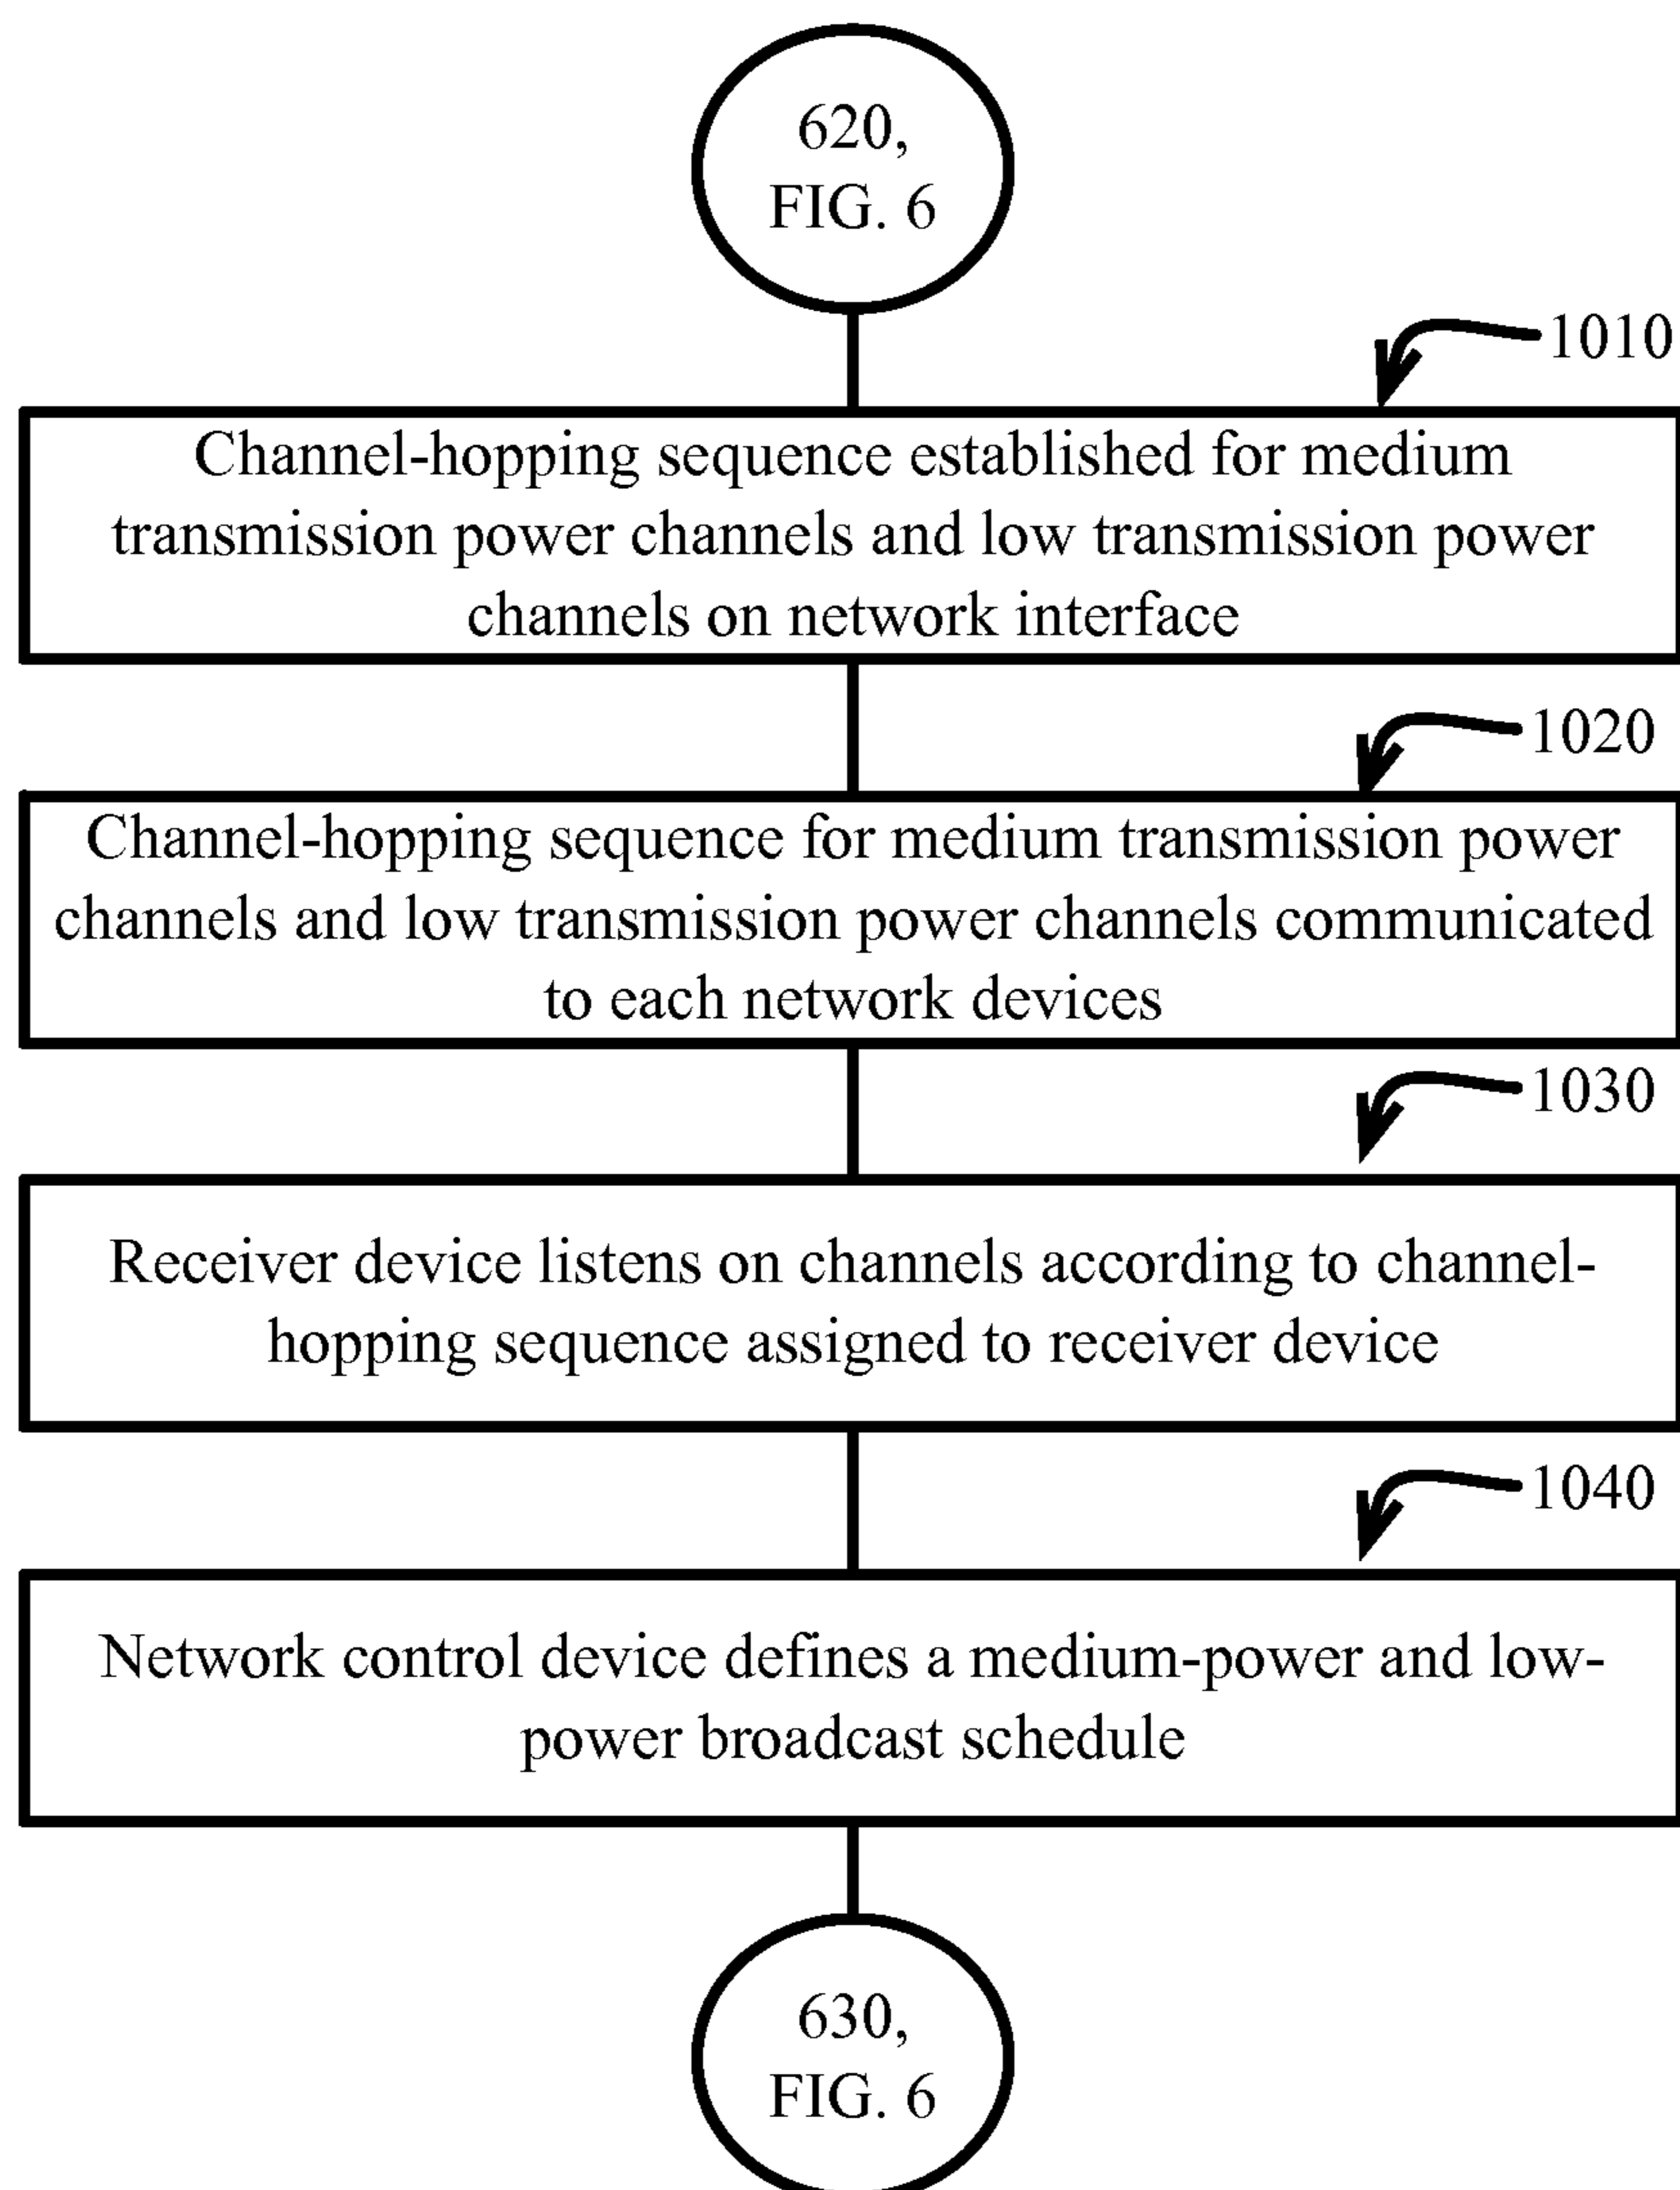 620,
FIG. 6
1010
Channel-hopping sequence established for medium
transmission power channels and low transmission power
channels on network interface
1020
Channel-hopping sequence for medium transmission power
channels and low transmission power channels communicated
to each network devices
1030
Receiver device listens on channels according to channel-
hopping sequence assigned to receiver device
1040
Network control device defines a medium-power and low-
power broadcast schedule
630,
FIG. 6